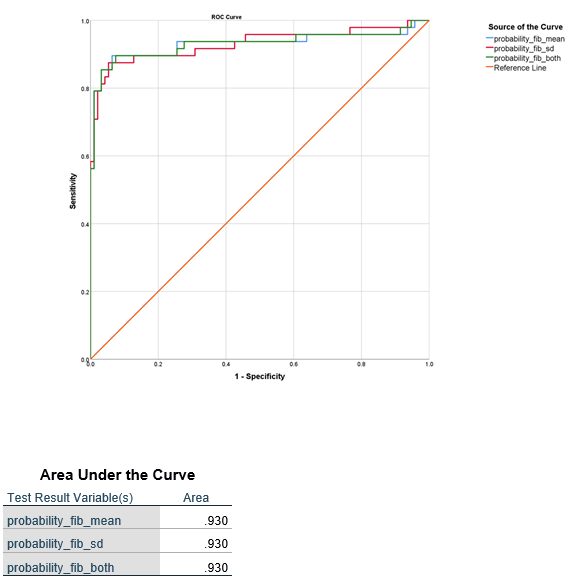 ROC Curve
Source of the Curve
probability_fib_mean
probability_fib_sd
probability_fib_both
Reference Line
1.0
0.8
0.6
0.4
0.2
0.0
Sensitivity
0.0 0.2 0.4 0.6 0.8 1.0
1 - Specificity
Area Under the Curve
Test Result Variable(s) Area
probability_fib_mean .930
probability_fib_sd .930
probability_fib_both .930